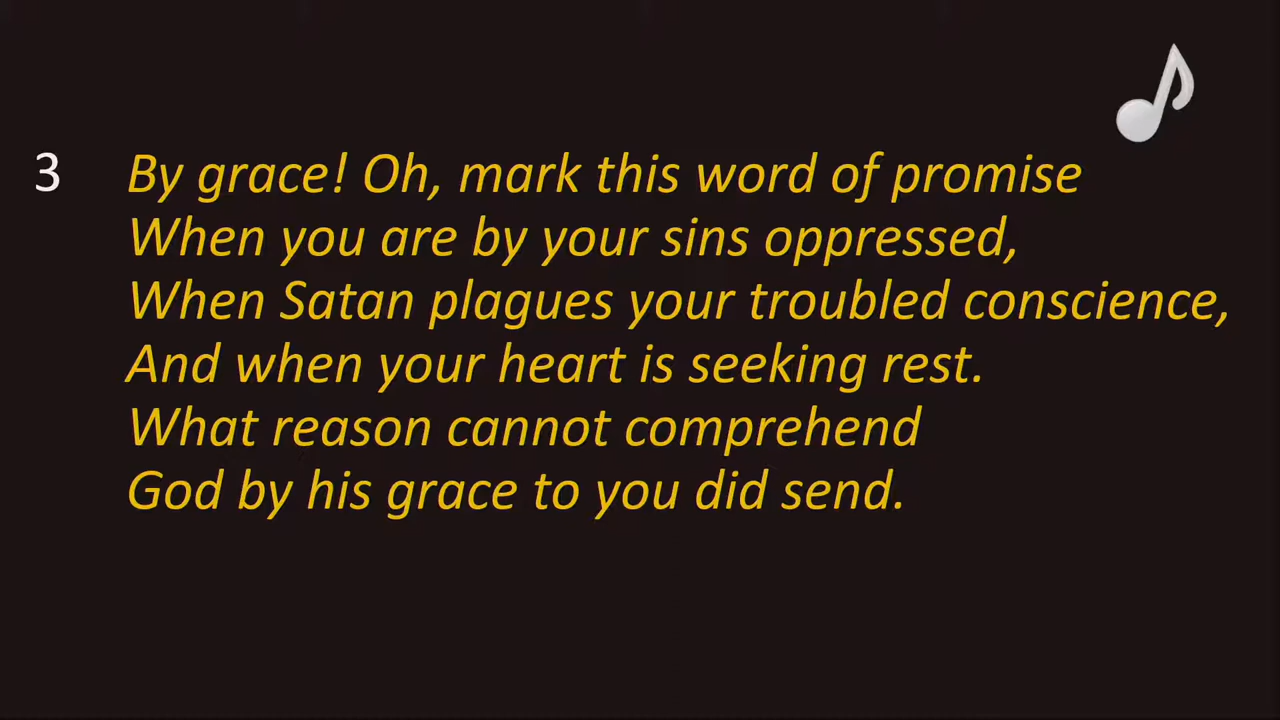 3 By grace! Oh, mark this word of promise
When you are by your sins oppressed,
When Satan plagues your troubled conscience,
And when your heart is seeking rest.
What reason cannot comprehend
God by his grace to you did send.